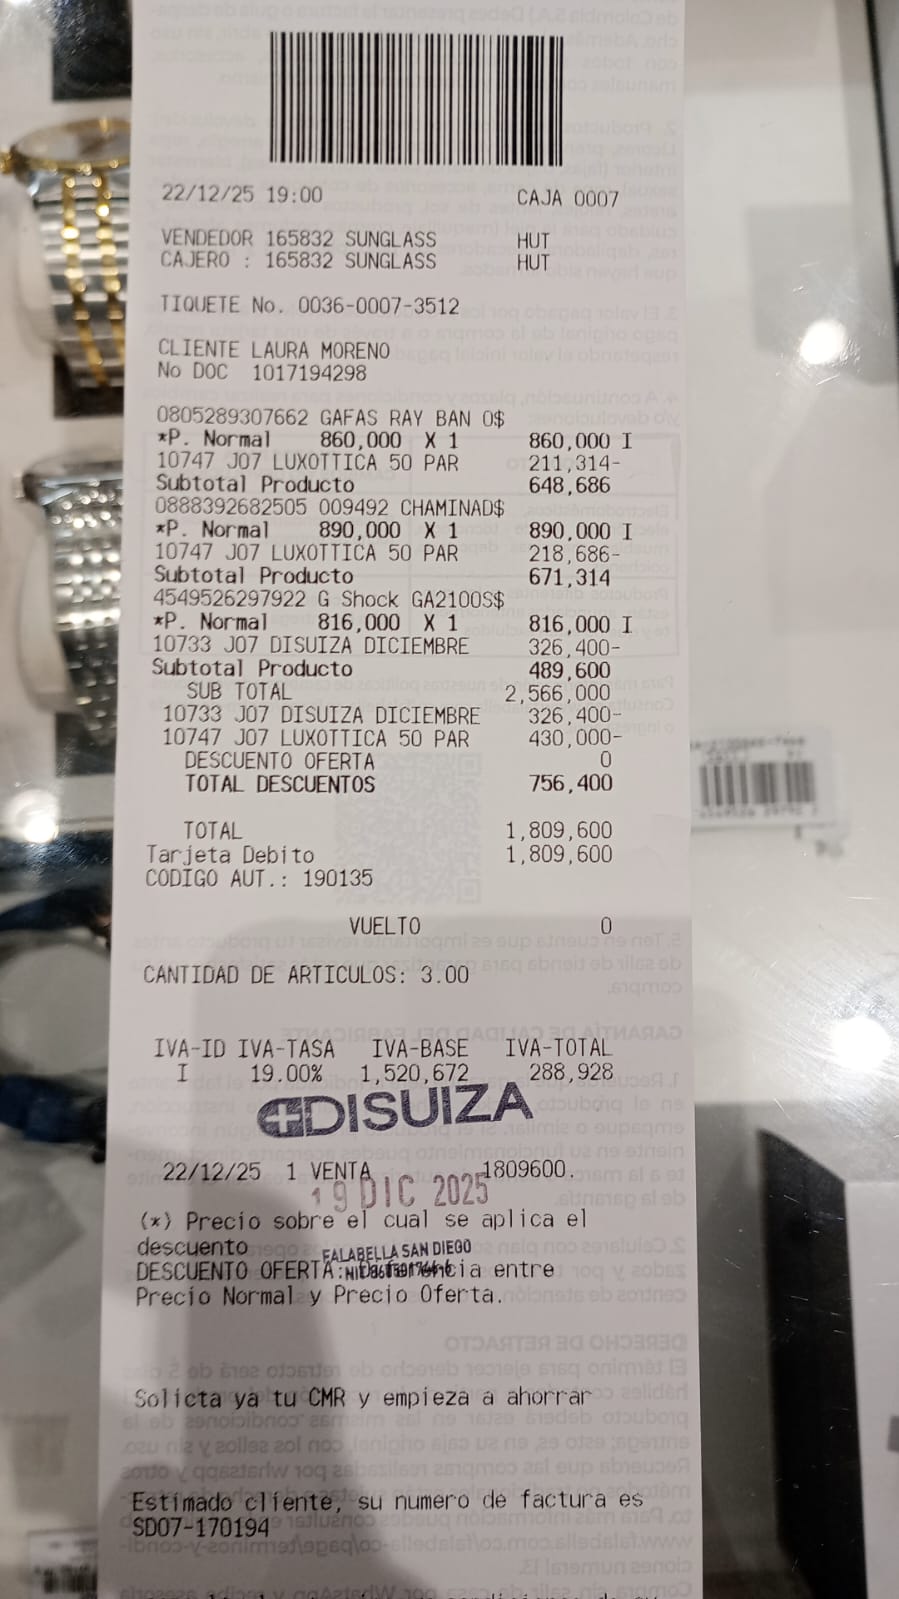 22/12/25 19:00 CAJA 0007
VENDEDOR 165832 SUNGLASS HUT
CAJERO : 165832 SUNGLASS HUT
TIQUETE No. 0036-0007-3512
CLIENTE LAURA MORENO
No DOC 1017194298
0805289307662 GAFAS RAY BAN O$
*P. Normal 860,000 X 1 860,000 I
10747 J07 LUXOTTICA 50 PAR 211,314-
Subtotal Producto 648,686
0888392682505 009492 CHAMINAD$
*P. Normal 890,000 X 1 890,000 I
10747 J07 LUXOTTICA 50 PAR 218,686-
Subtotal Producto 671,314
4549526297922 G Shock GA2100S$
*P. Normal 816,000 X 1 816,000 I
10733 J07 DISUIZA DICIEMBRE 326,400-
Subtotal Producto 489,600
SUB TOTAL 2,566,000
10733 J07 DISUIZA DICIEMBRE 326,400-
10747 J07 LUXOTTICA 50 PAR 430,000-
DESCUENTO OFERTA 0
TOTAL DESCUENTOS 756,400
TOTAL 1,809,600
Tarjeta Debito 1,809,600
CODIGO AUT.: 190135
VUELTO 0
CANTIDAD DE ARTICULOS: 3.00
IVA-ID IVA-TASA IVA-BASE IVA-TOTAL
I 19.00% 1,520,672 288,928
DISUIZA
22/12/25 1 VENTA 1809600.
19 DIC 2025
(*) Precio sobre el cual se aplica el
descuento
FALABELLA SAN DIEGO
DESCUENTO OFERTA: entre
Precio Normal y Precio Oferta.
Solicta ya tu CMR y empieza a ahorrar
Estimado cliente, su numero de factura es
SD07-170194